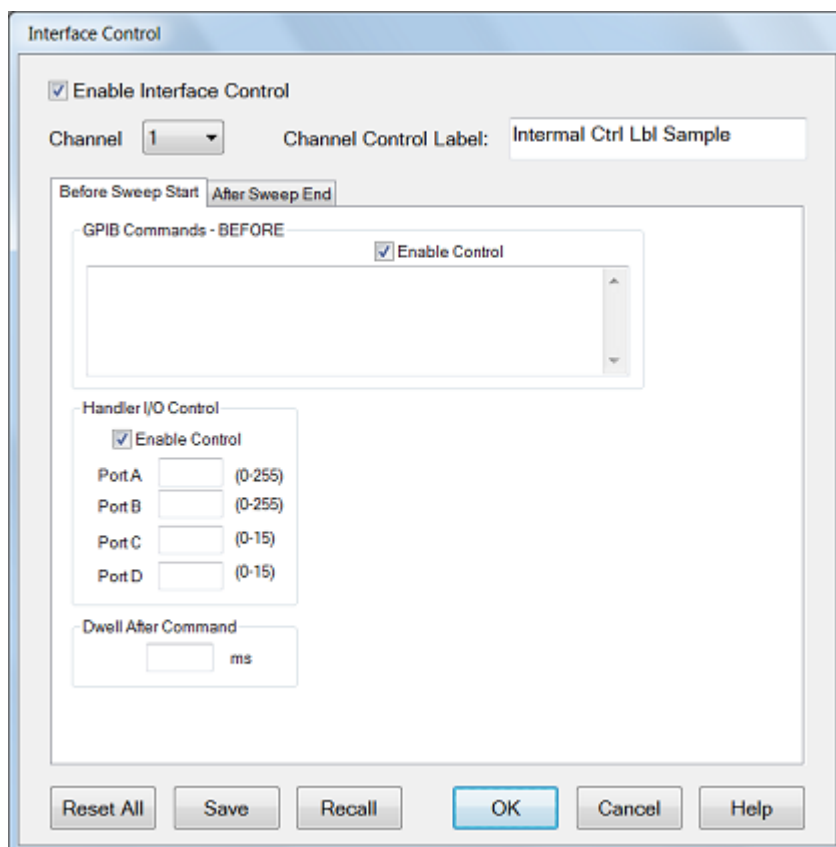 Interface Control
Enable Interface Control
Channel 1 Channel Control Label: Intermal Ctrl Lbl Sample
Before Sweep Start After Sweep End
GPIB Commands - BEFORE
Enable Control
Handler I/O Control
Enable Control
Port A (0-255)
Port B (0-255)
Port C (0-15)
Port D (0-15)
Dwell After Command
ms
Reset All Save Recall OK Cancel Help